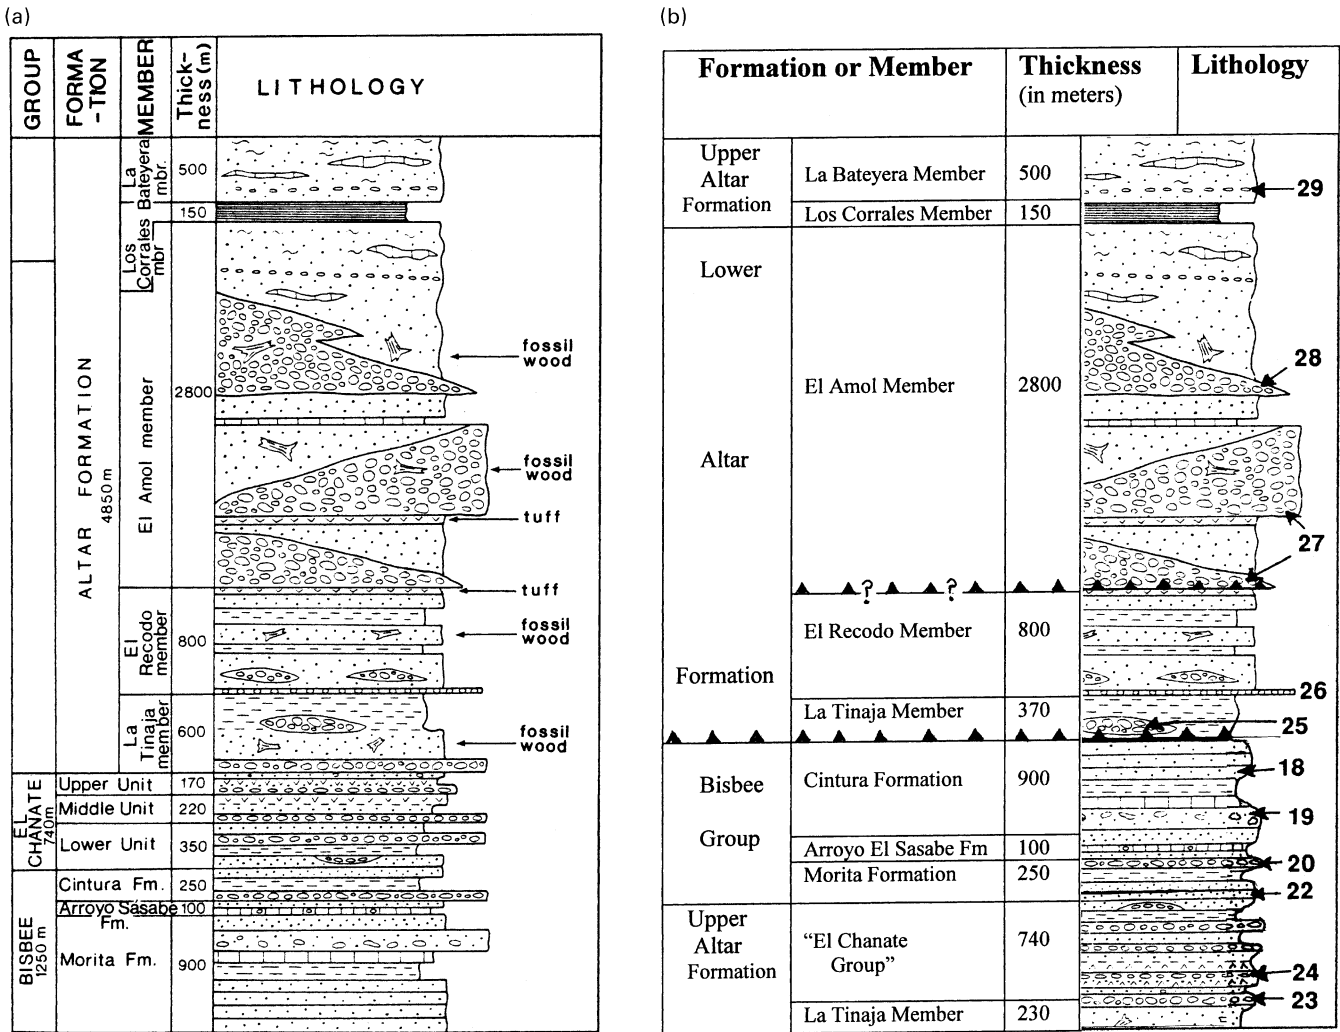 (a)
GROUP
FORMA
-TION
MEMBER
Thick-
ness (m)
LITHOLOGY
La
Bateyera
mbr.
500
150
Los
Corrales
mbr
El Amol member
2800
fossil
wood
fossil
wood
tuff
tuff
ALTAR FORMATION
4850 m
El
Recodo
member
800
fossil
wood
La
Tinaja
member
600
fossil
wood
EL
CHANATE
740m
Upper Unit
170
Middle Unit
220
Lower Unit
350
BISBEE
1250 m
Cintura Fm.
250
Arroyo Sásabe
Fm.
100
Morita Fm.
900
(b)
Formation or Member
Thickness
(in meters)
Lithology
Upper
Altar
Formation
La Bateyera Member
500
29
Los Corrales Member
150
Lower
Altar
Formation
El Amol Member
2800
28
27
?
?
El Recodo Member
800
26
La Tinaja Member
370
25
Bisbee
Group
Cintura Formation
900
18
19
Arroyo El Sasabe Fm
100
20
Morita Formation
250
22
Upper
Altar
Formation
“El Chanate
Group”
740
24
23
La Tinaja Member
230